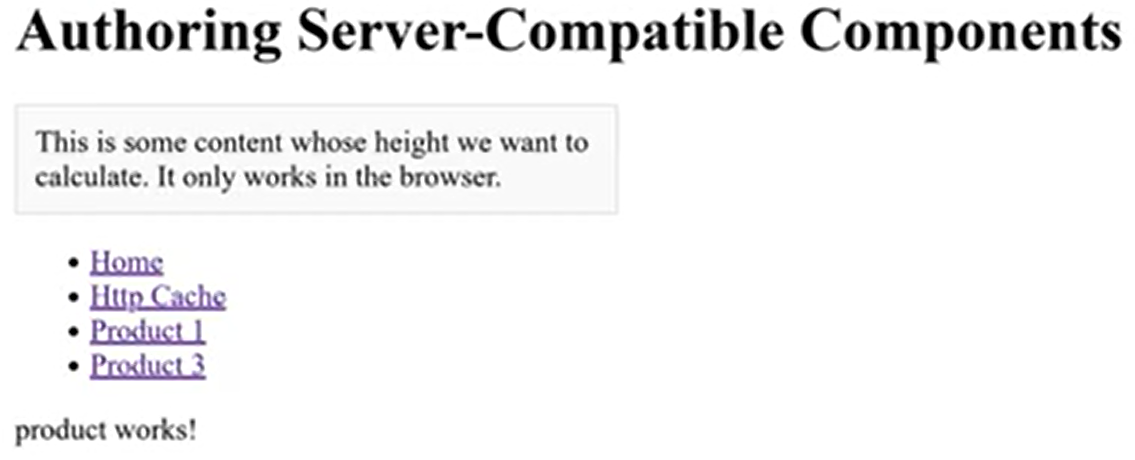 Authoring Server-Compatible Components
This is some content whose height we want to
calculate. It only works in the browser.
Home
Http Cache
Product 1
Product 3
product works!